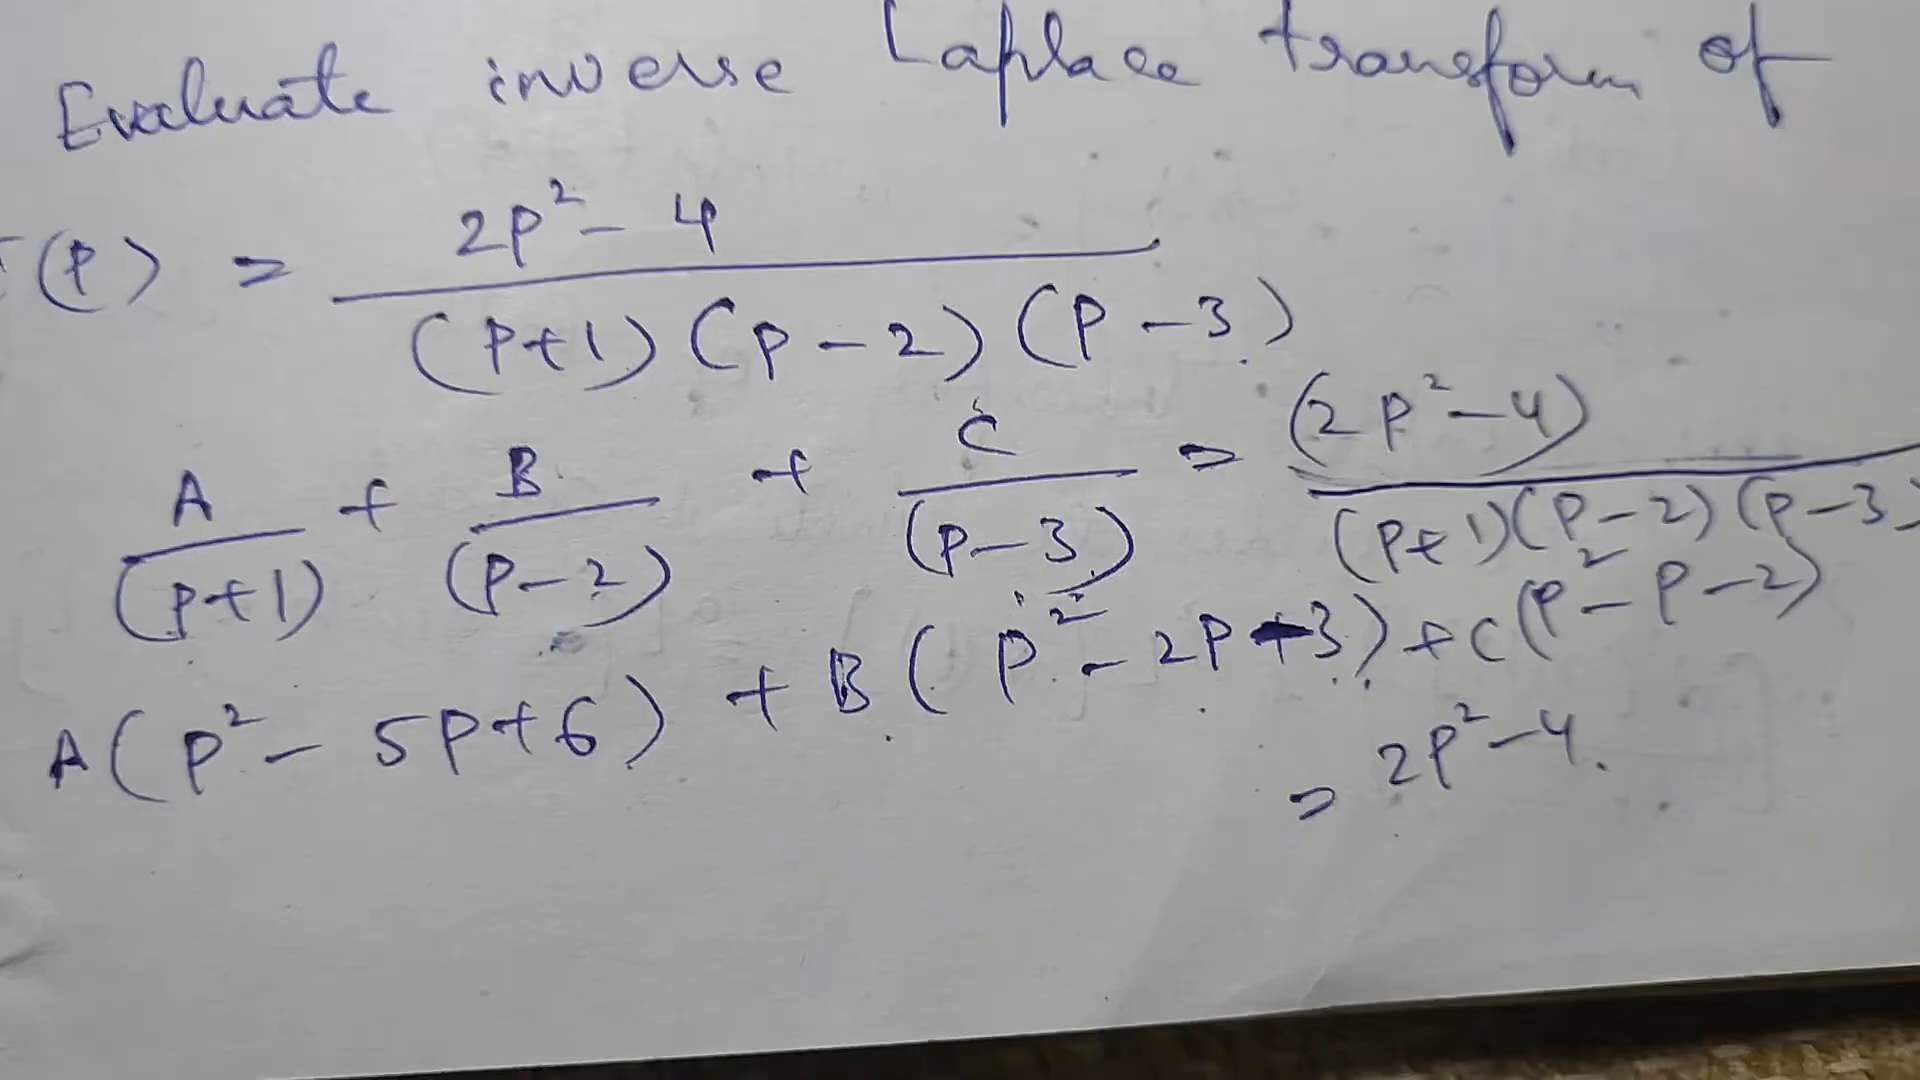 Evaluate inverse Laplace transform of
(P) = 2p² - 4 / (P+1) (P-2) (P-3)
A/(P+1) + B/(P-2) + C/(P-3) = (2p²-4)/(P+1)(P-2)(P-3)
A(p² - 5p+6) + B(p² - 2p - 3) + C(p² - p - 2)
= 2p² - 4.